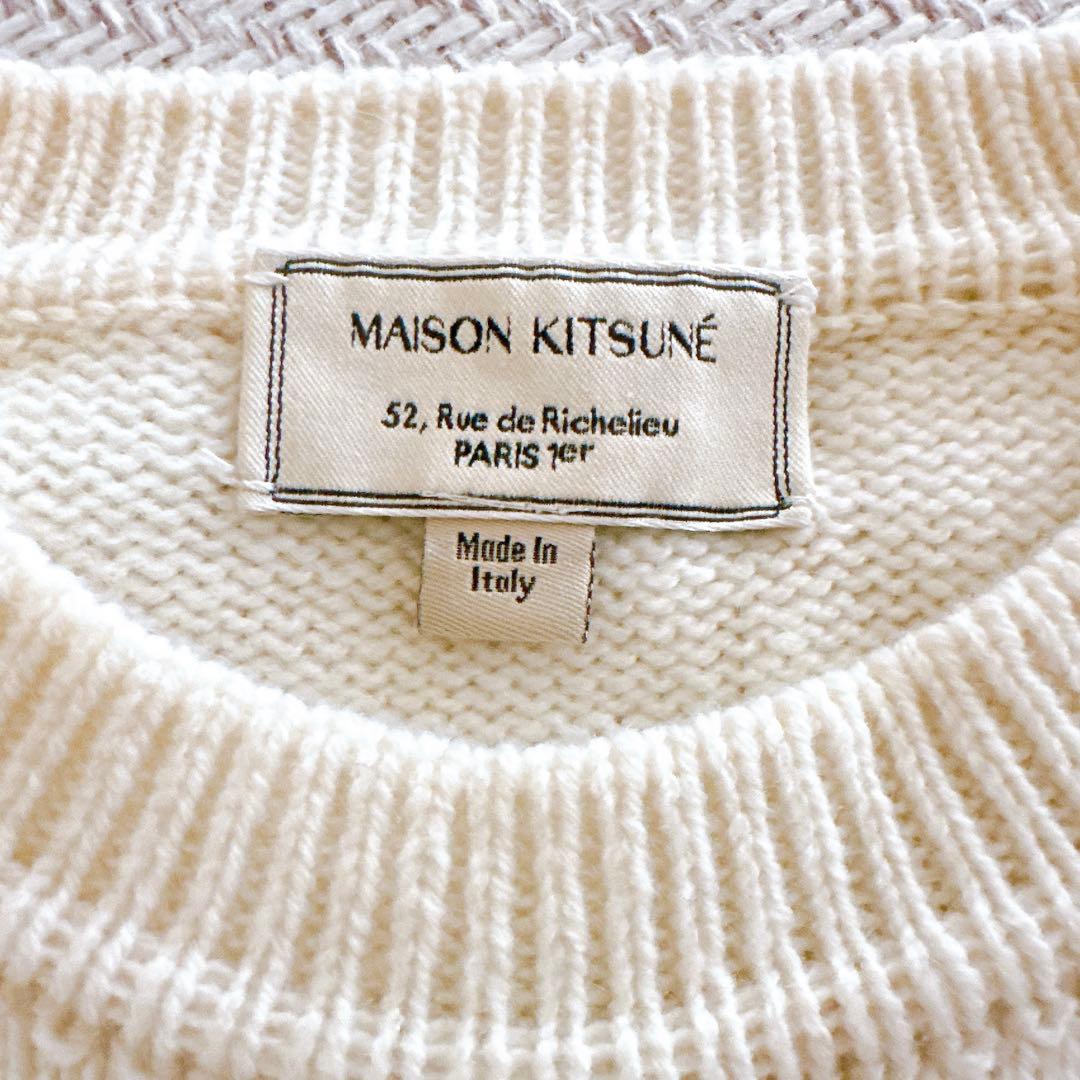 MAISON KITSUNÉ
52, Rue de Richelieu
PARIS 1er
Made In
Italy